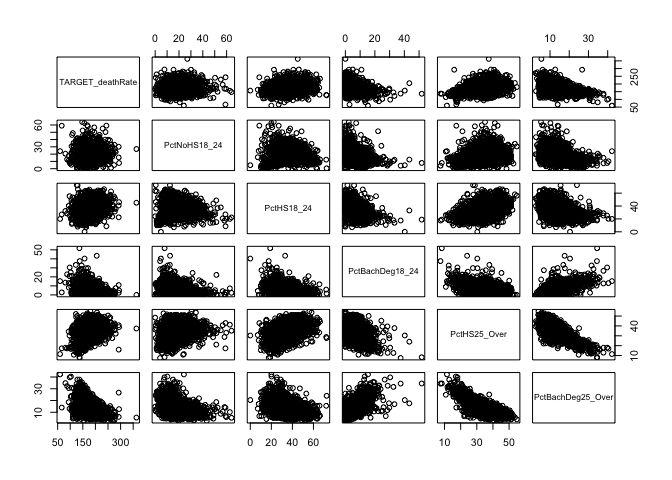 0 20 40 60 0 20 40 10 30
TARGET_deathRate 50 150 250
0 30 60 PctNoHS18_24
PctHS18_24 0 40
0 20 50 PctBachDeg18_24
PctHS25_Over 10 40
10 30 PctBachDeg25_Over
50 150 300 0 20 40 60 10 30 50